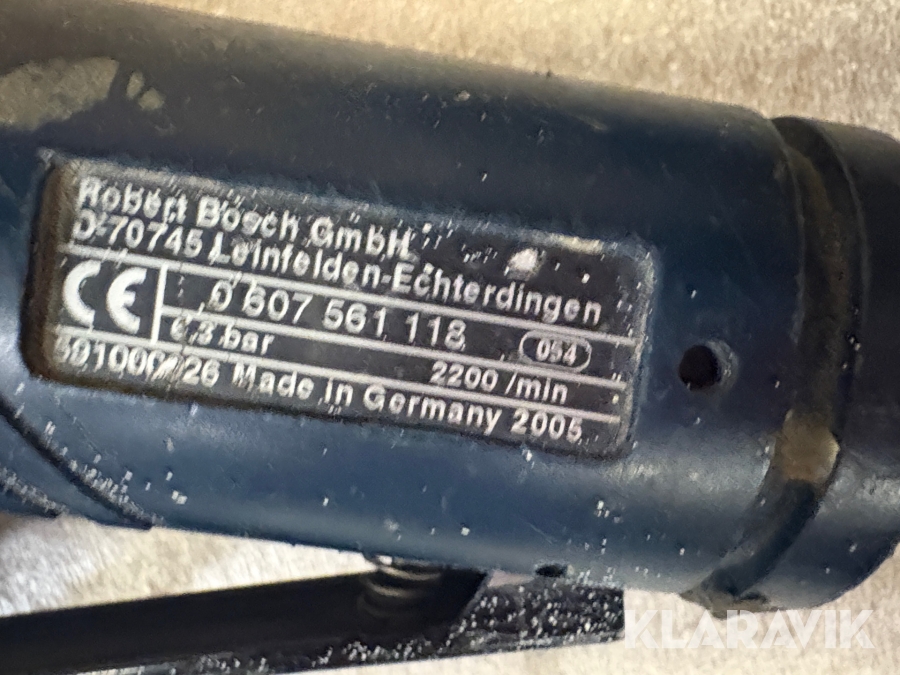 Robert Bosch GmbH
D-70745 Leinfelden-Echterdingen
CE
0 607 561 118
054
6,3 bar
2200 /min
Made in Germany 2005
KLARAVIK